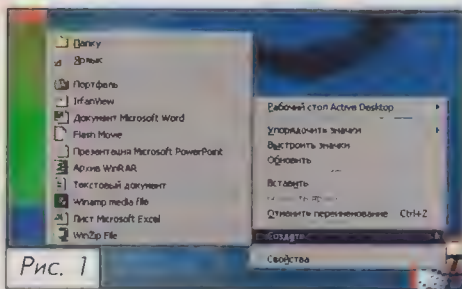 Папку
Ярлык
Портфель
IrfanView
Документ Microsoft Word
Flash Move
Презентация Microsoft PowerPoint
Архив WinRAR
Текстовый документ
Winamp media file
Лист Microsoft Excel
WinZip File
Рабочий стол Active Desktop
Упорядочить значки
Выстроить значки
Обновить
Вставить
Отменить переименование Ctrl+Z
Создать
Свойства
Рис. 1